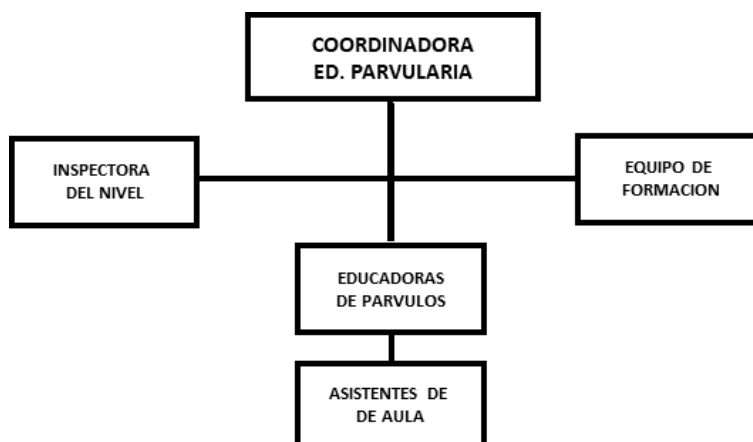 COORDINADORA
ED. PARVULARIA
INSPECTORA
DEL NIVEL
EQUIPO DE
FORMACION
EDUCADORAS
DE PARVULOS
ASISTENTES DE
DE AULA